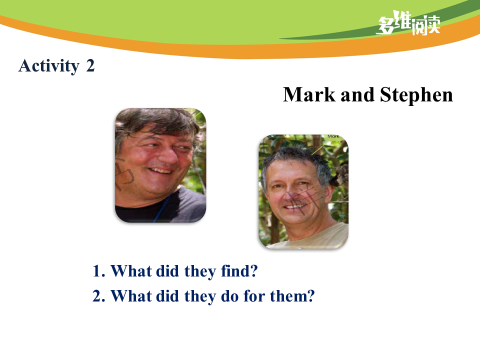 多维阅读
Activity 2
Mark and Stephen
Mark
1. What did they find?
2. What did they do for them?